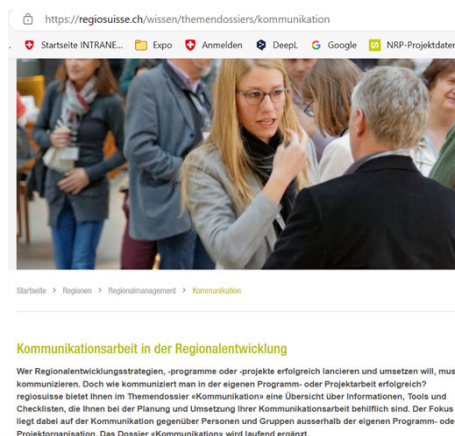 https://regiosuisse.ch/wissen/themendossiers/kommunikation
Startseite INTRANE... Expo Anmelden DeepL Google NRP-Projektdaten
Startseite > Regionen > Regionalmanagement > Kommunikation
Kommunikationsarbeit in der Regionalentwicklung
Wer Regionalentwicklungsstrategien, -programme oder -projekte erfolgreich lancieren und umsetzen will, mus
kommunizieren. Doch wie kommuniziert man in der eigenen Programm- oder Projektarbeit erfolgreich?
regiosuisse bietet Ihnen im Themendossier «Kommunikation» eine Übersicht über Informationen, Tools und
Checklisten, die Ihnen bei der Planung und Umsetzung Ihrer Kommunikationsarbeit behilflich sind. Der Fokus
liegt dabei auf der Kommunikation gegenüber Personen und Gruppen ausserhalb der eigenen Programm- oder
Projektorganisation. Das Dossier «Kommunikation» wird laufend ergänzt.